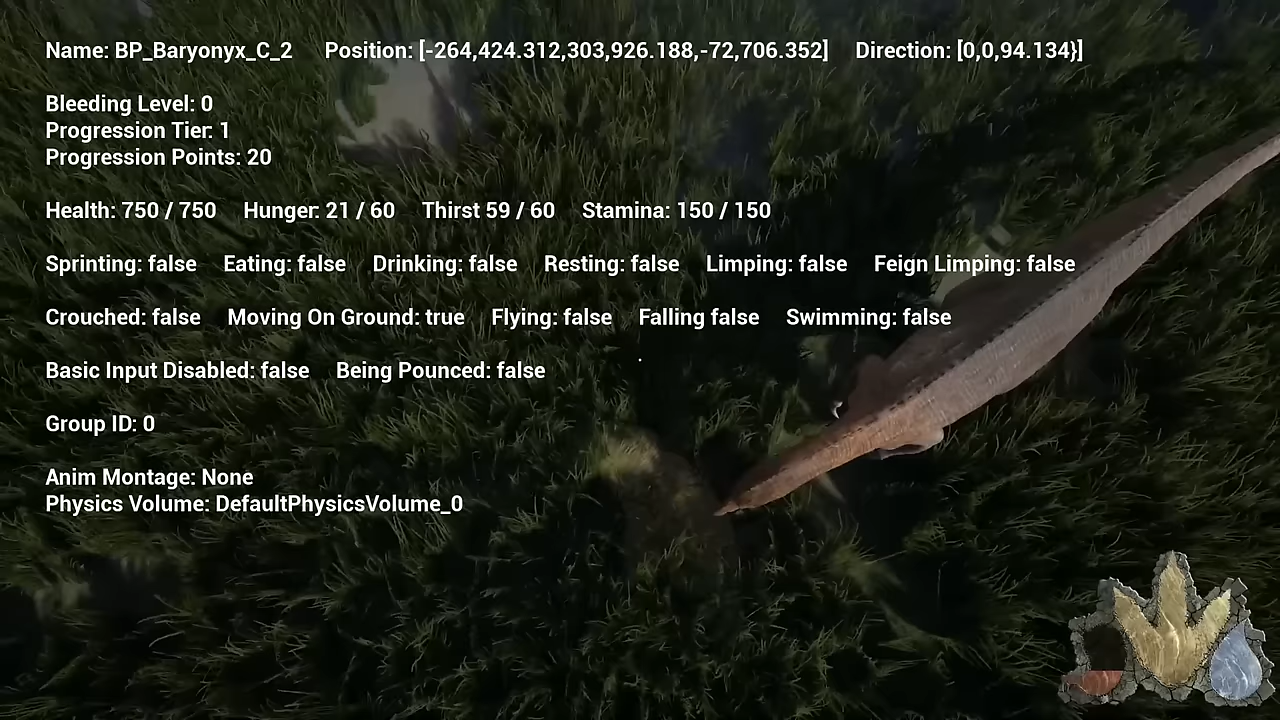 Name: BP_Baryonyx_C_2 Position: [-264,424.312,303,926.188,-72,706.352] Direction: [0,0,94.134}]
Bleeding Level: 0
Progression Tier: 1
Progression Points: 20
Health: 750 / 750 Hunger: 21 / 60 Thirst 59 / 60 Stamina: 150 / 150
Sprinting: false Eating: false Drinking: false Resting: false Limping: false Feign Limping: false
Crouched: false Moving On Ground: true Flying: false Falling false Swimming: false
Basic Input Disabled: false Being Pounced: false
Group ID: 0
Anim Montage: None
Physics Volume: DefaultPhysicsVolume_0